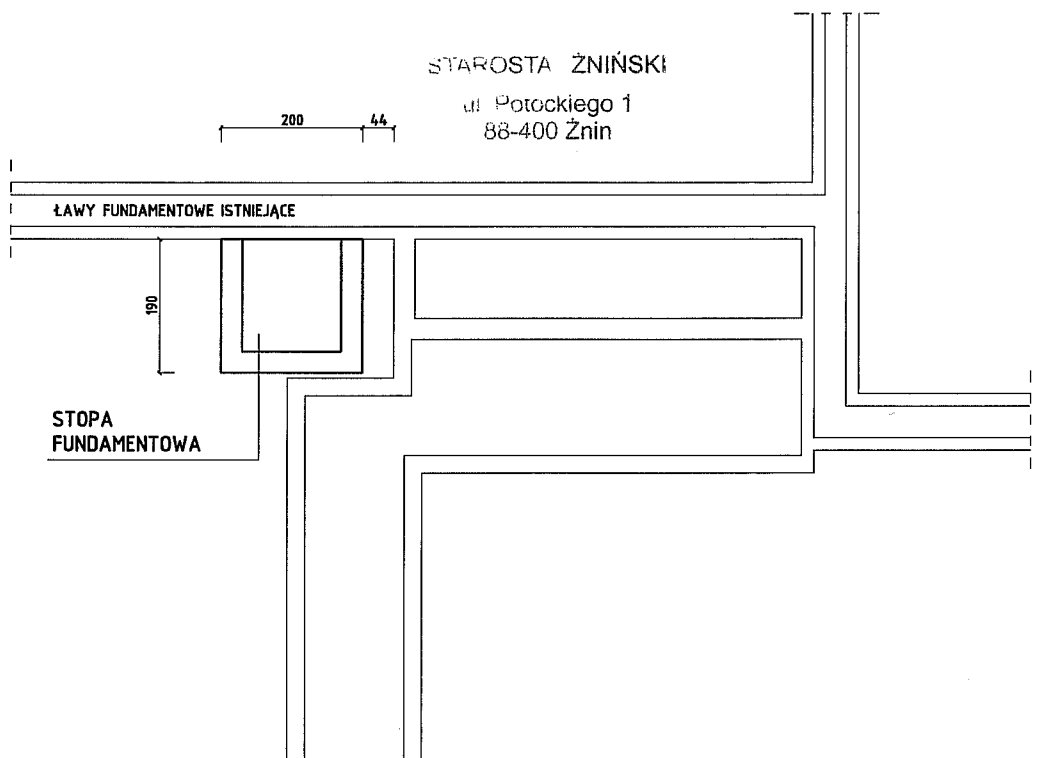 STAROSTA ŻNIŃSKI
ul Potockiego 1
88-400 Żnin
200
44
ŁAWY FUNDAMENTOWE ISTNIEJĄCE
190
STOPA
FUNDAMENTOWA